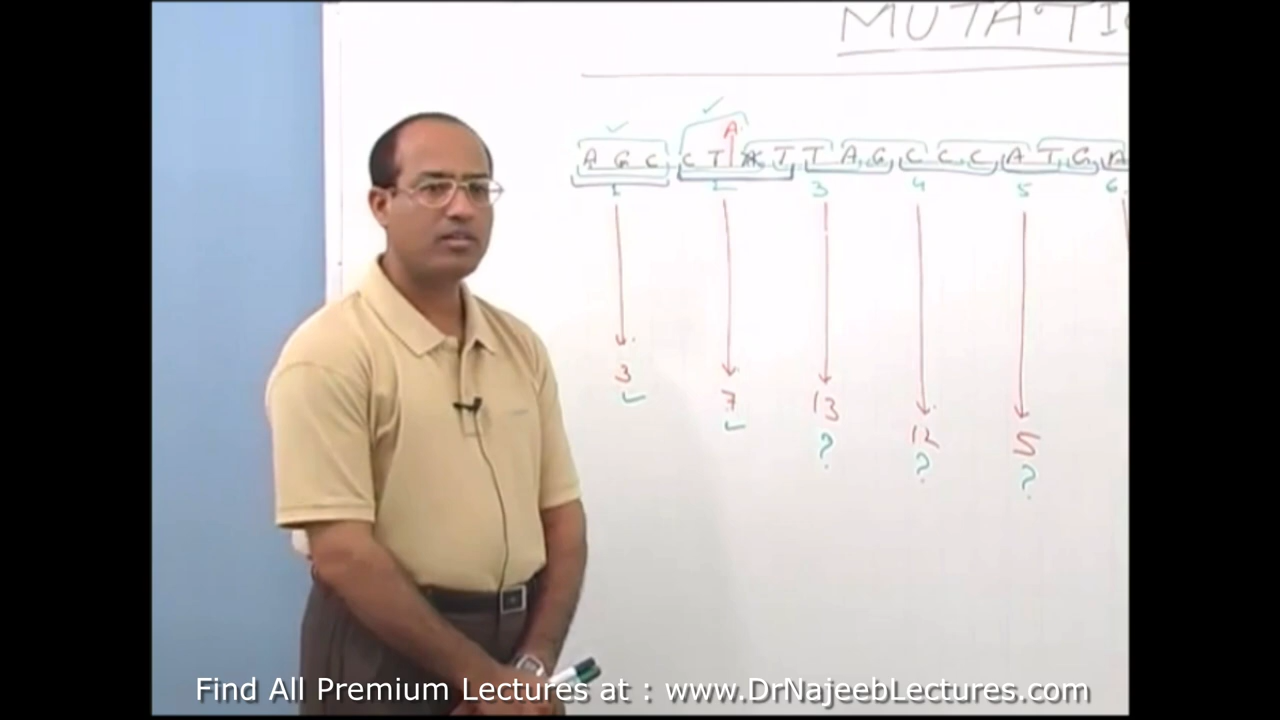 MUTATI
A
A G C C T A T T A G C C C A T G A
1 2 3 4 5 6
3 7 13 12 5
? ? ?
Find All Premium Lectures at : www.DrNajeebLectures.com